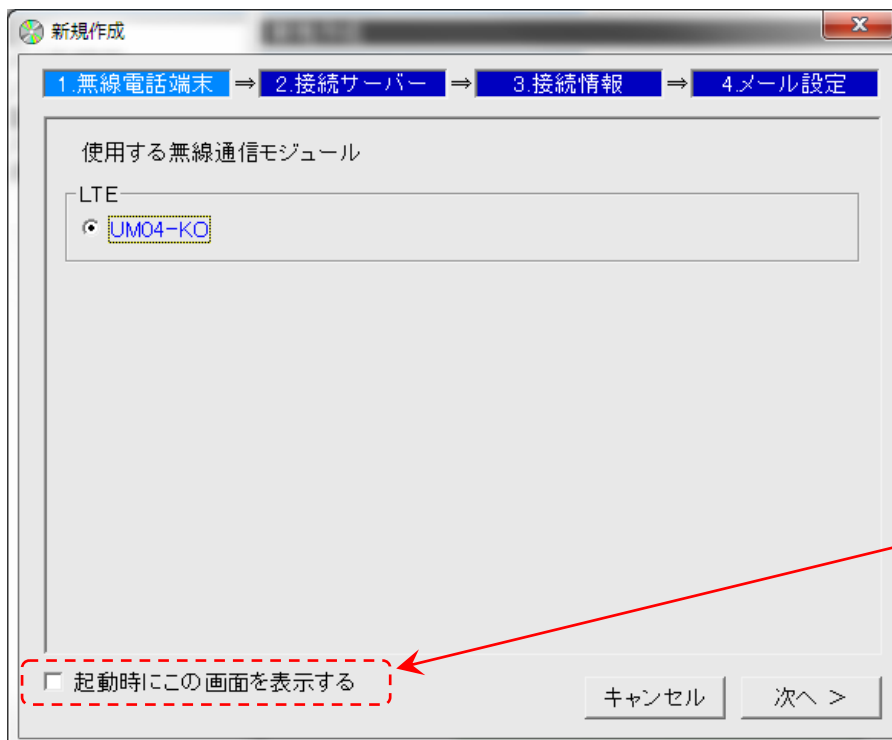 新規作成
1.無線電話端末 ⇒ 2.接続サーバー ⇒ 3.接続情報 ⇒ 4.メール設定
使用する無線通信モジュール
LTE
UM04-KO
起動時にこの画面を表示する
キャンセル 次へ >